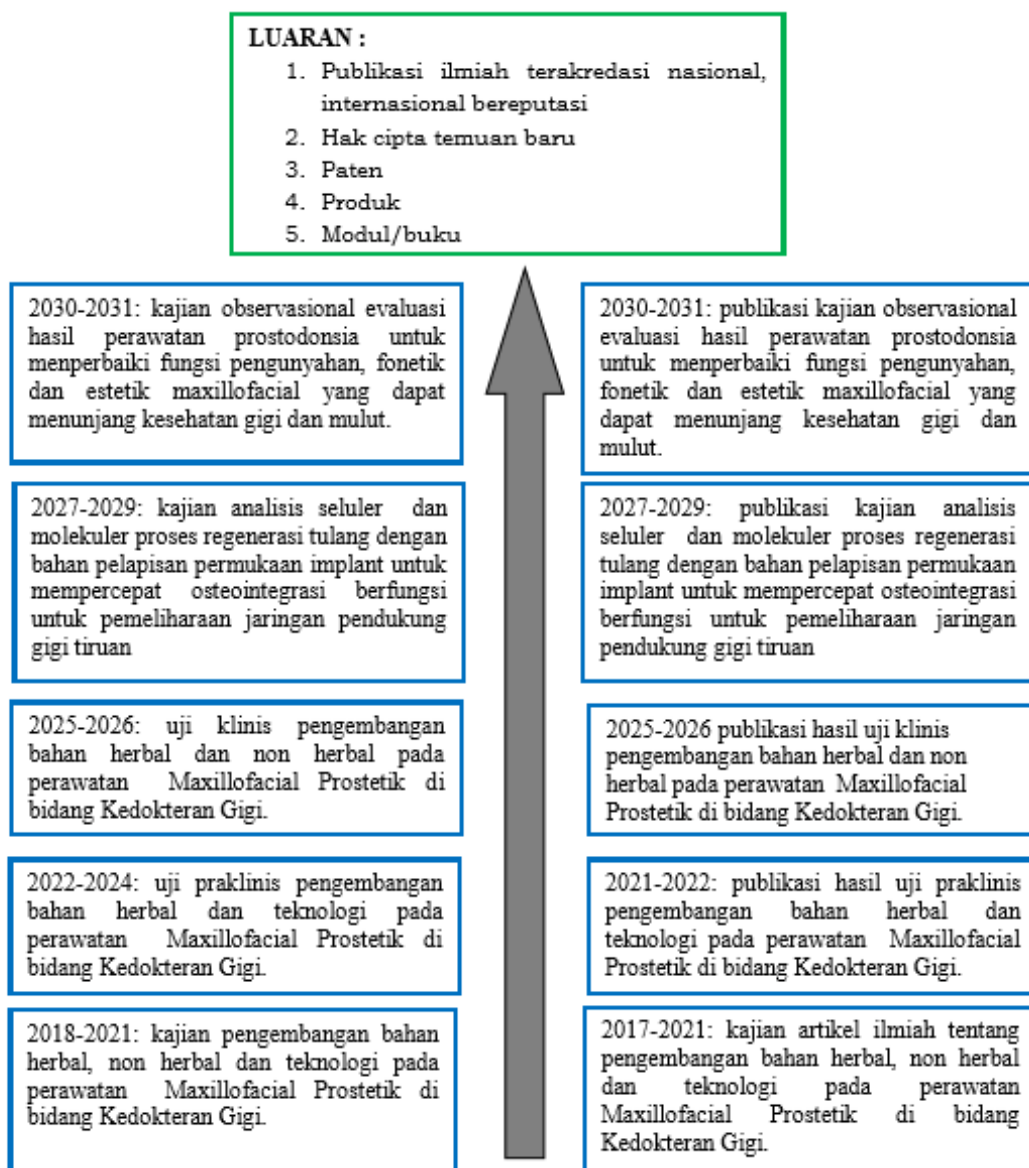 LUARAN :
1. Publikasi ilmiah terakredasi nasional,
internasional bereputasi
2. Hak cipta temuan baru
3. Paten
4. Produk
5. Modul/buku
2030-2031: kajian observasional evaluasi
hasil perawatan prostodonsia untuk
menperbaiki fungsi pengunyahan, fonetik
dan estetik maxillofacial yang dapat
menunjang kesehatan gigi dan mulut.
2030-2031: publikasi kajian observasional
evaluasi hasil perawatan prostodonsia
untuk menperbaiki fungsi pengunyahan,
fonetik dan estetik maxillofacial yang
dapat menunjang kesehatan gigi dan
mulut.
2027-2029: kajian analisis seluler dan
molekuler proses regenerasi tulang dengan
bahan pelapisan permukaan implant untuk
mempercepat osteointegrasi berfungsi
untuk pemeliharaan jaringan pendukung
gigi tiruan
2027-2029: publikasi kajian analisis
seluler dan molekuler proses regenerasi
tulang dengan bahan pelapisan permukaan
implant untuk mempercepat osteointegrasi
berfungsi untuk pemeliharaan jaringan
pendukung gigi tiruan
2025-2026: uji klinis pengembangan
bahan herbal dan non herbal pada
perawatan Maxillofacial Prostetik di
bidang Kedokteran Gigi.
2025-2026 publikasi hasil uji klinis
pengembangan bahan herbal dan non
herbal pada perawatan Maxillofacial
Prostetik di bidang Kedokteran Gigi.
2022-2024: uji praklinis pengembangan
bahan herbal dan teknologi pada
perawatan Maxillofacial Prostetik di
bidang Kedokteran Gigi.
2021-2022: publikasi hasil uji praklinis
pengembangan bahan herbal dan
teknologi pada perawatan Maxillofacial
Prostetik di bidang Kedokteran Gigi.
2018-2021: kajian pengembangan bahan
herbal, non herbal dan teknologi pada
perawatan Maxillofacial Prostetik di
bidang Kedokteran Gigi.
2017-2021: kajian artikel ilmiah tentang
pengembangan bahan herbal, non herbal
dan teknologi pada perawatan
Maxillofacial Prostetik di bidang
Kedokteran Gigi.